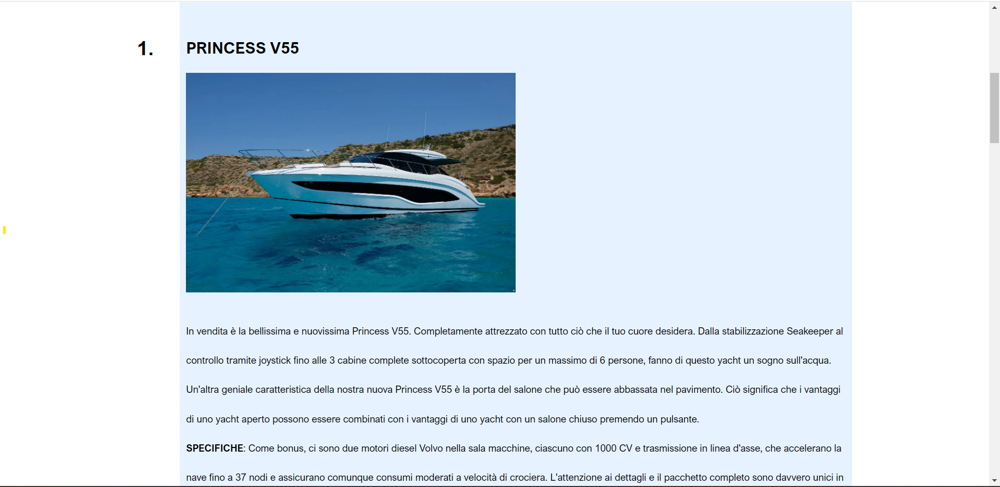 1.
PRINCESS V55
In vendita è la bellissima e nuovissima Princess V55. Completamente attrezzato con tutto ciò che il tuo cuore desidera. Dalla stabilizzazione Seakeeper al
controllo tramite joystick fino alle 3 cabine complete sottocoperta con spazio per un massimo di 6 persone, fanno di questo yacht un sogno sull'acqua.
Un'altra geniale caratteristica della nostra nuova Princess V55 è la porta del salone che può essere abbassata nel pavimento. Ciò significa che i vantaggi
di uno yacht aperto possono essere combinati con i vantaggi di uno yacht con un salone chiuso premendo un pulsante.
SPECIFICHE: Come bonus, ci sono due motori diesel Volvo nella sala macchine, ciascuno con 1000 CV e trasmissione in linea d'asse, che accelerano la
nave fino a 37 nodi e assicurano comunque consumi moderati a velocità di crociera. L'attenzione ai dettagli e il pacchetto completo sono davvero unici in